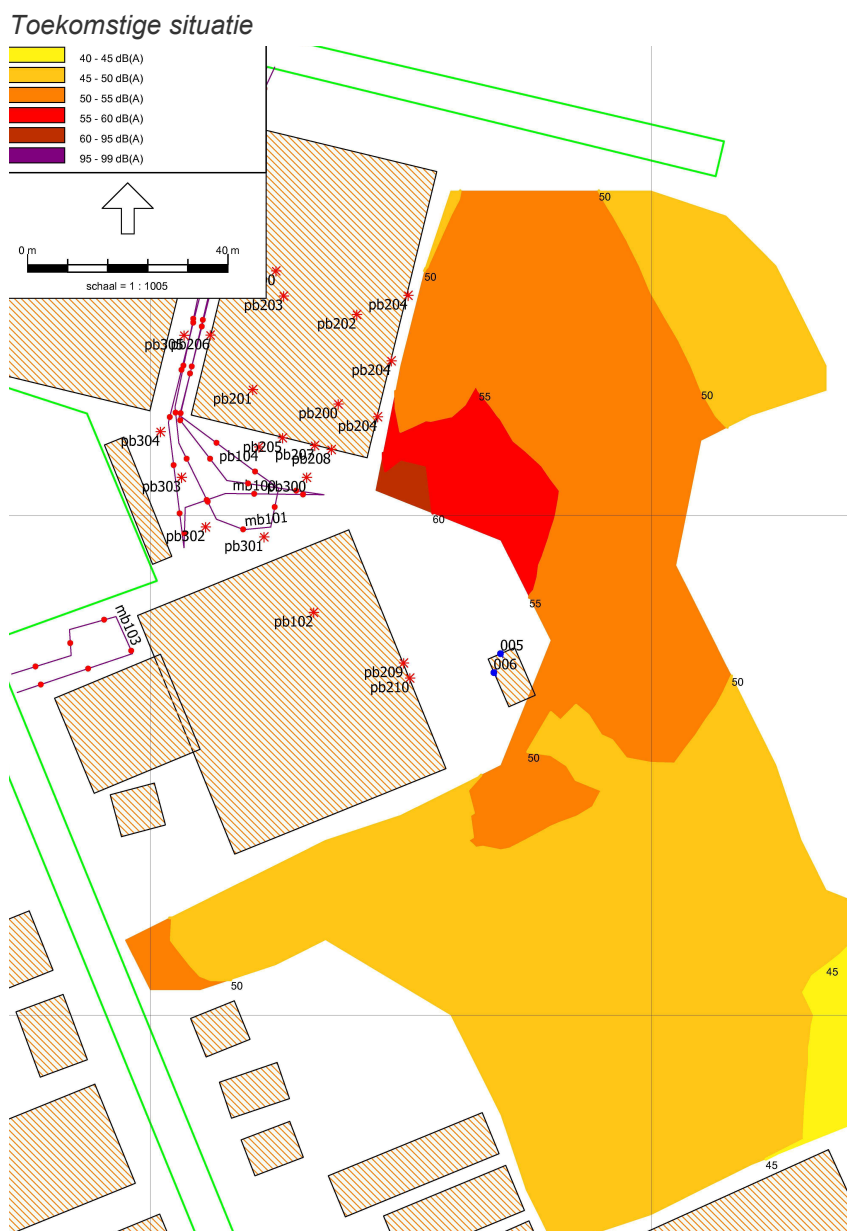 Toekomstige situatie
40 - 45 dB(A)
45 - 50 dB(A)
50 - 55 dB(A)
55 - 60 dB(A)
60 - 95 dB(A)
95 - 99 dB(A)
0 m 40 m
schaal = 1 : 1005
50
50
pb203
pb204
pb202
pb305
pb206
pb204
pb201
pb200
pb204
50
55
pb304
pb104
pb205
pb207
pb208
pb303
mb100
pb300
mb101
60
pb302
pb301
55
mb103
pb102
005
006
pb209
pb210
50
50
45
50
45